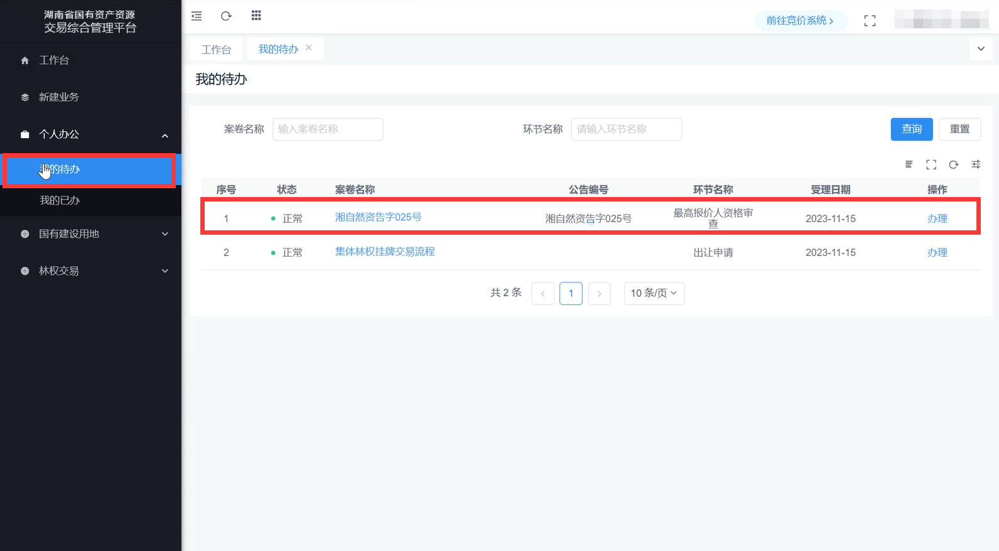 湖南省国有资产资源
交易综合管理平台
工作台
新建业务
个人办公
我的待办
我的已办
国有建设用地
林权交易
前往竞价系统
工作台
我的待办
我的待办
案卷名称 输入案卷名称 环节名称 请输入环节名称 查询 重置
序号 状态 案卷名称 公告编号 环节名称 受理日期 操作
1 正常 湘自然资告字025号 湘自然资告字025号 最高报价人资格审查 2023-11-15 办理
2 正常 集体林权挂牌交易流程 出让申请 2023-11-15 办理
共 2 条 1 10 条/页